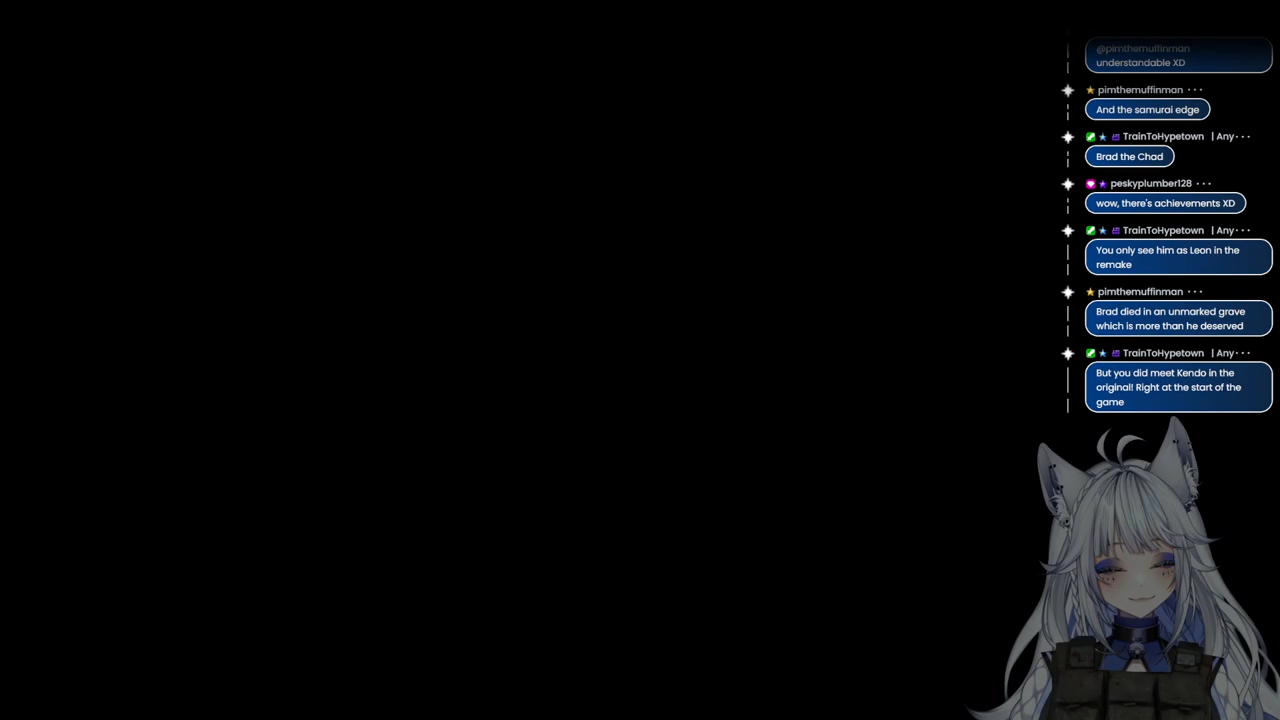 @pimthemuffinman
understandable XD
pimthemuffinman ···
And the samurai edge
TrainToHypetown | Any···
Brad the Chad
peskyplumber128 ···
wow, there's achievements XD
TrainToHypetown | Any···
You only see him as Leon in the
remake
pimthemuffinman ···
Brad died in an unmarked grave
which is more than he deserved
TrainToHypetown | Any···
But you did meet Kendo in the
original! Right at the start of the
game